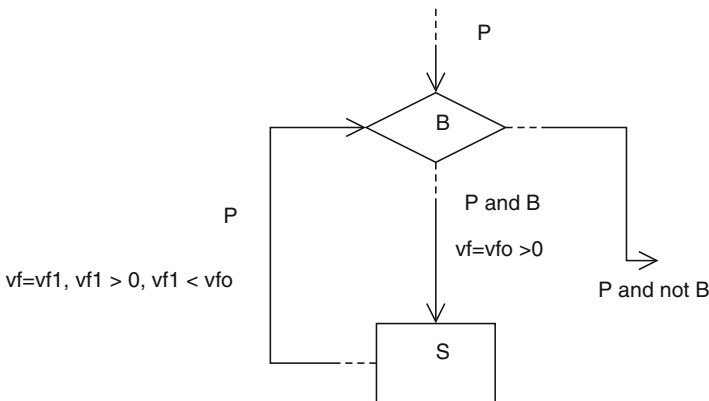 P
B
P and B
P
vf=vfo >0
vf=vf1, vf1 > 0, vf1 < vfo
P and not B
S